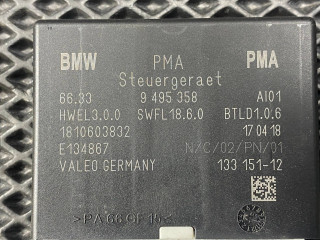 BMW PMA PMA
Steuergeraet
66.33 9 495 358 AI01
HWEL3.0.0 SWFL18.6.0 BTLD1.0.6
1810603832 17 04 18
E134867 N/C/02/PN/01
VALEO GERMANY 133 151-12